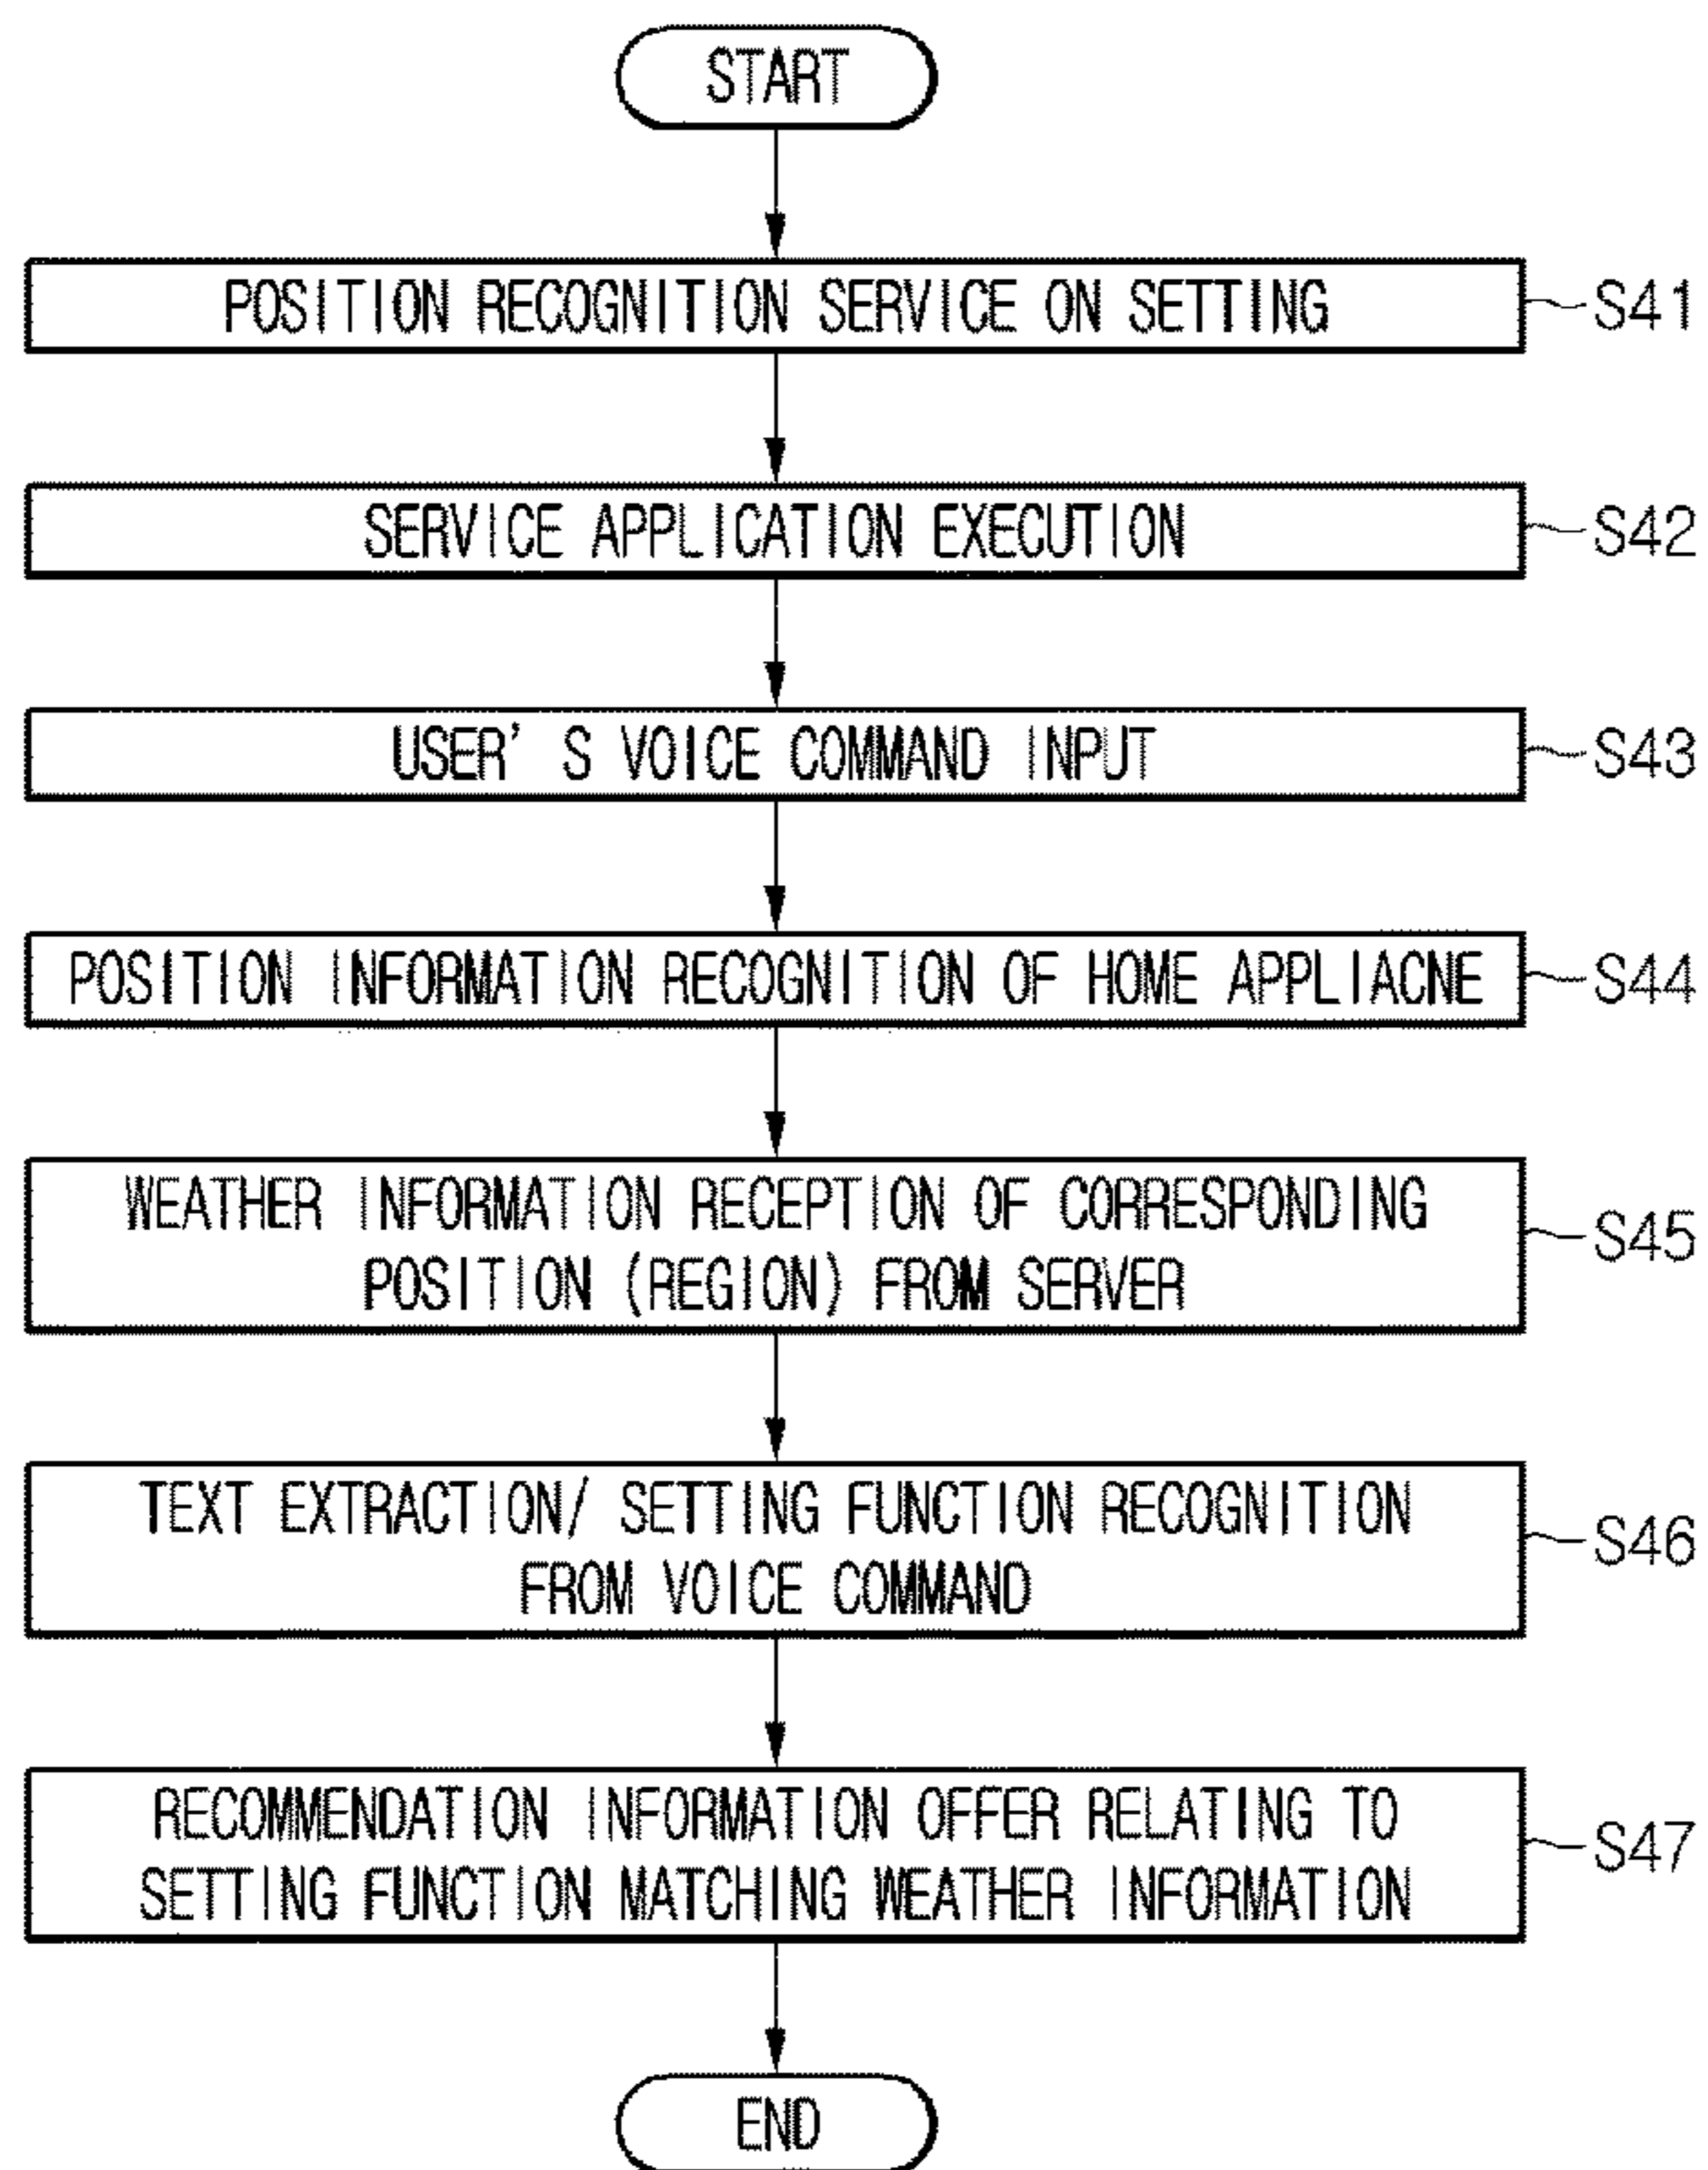 START
POSITION RECOGNITION SERVICE ON SETTING
S41
SERVICE APPLICATION EXECUTION
S42
USER'S VOICE COMMAND INPUT
S43
POSITION INFORMATION RECOGNITION OF HOME APPLIACNE
S44
WEATHER INFORMATION RECEPTION OF CORRESPONDING
POSITION (REGION) FROM SERVER
S45
TEXT EXTRACTION/ SETTING FUNCTION RECOGNITION
FROM VOICE COMMAND
S46
RECOMMENDATION INFORMATION OFFER RELATING TO
SETTING FUNCTION MATCHING WEATHER INFORMATION
S47
END